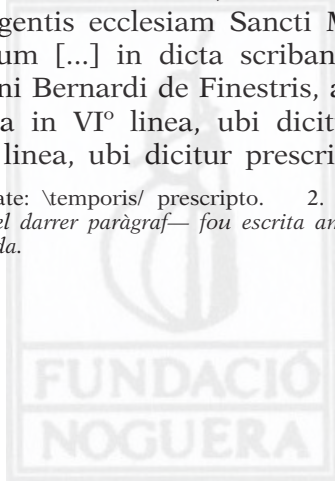 gentis ecclesiam Sancti M
um [...] in dicta scriban
ni Bernardi de Finestris, a
a in VIº linea, ubi dicit
linea, ubi dicitur prescri
ate: \temporis/ prescripto. 2.
el darrer paràgraf— fou escrita an
da.
FUNDACIÓ
NOGUERA